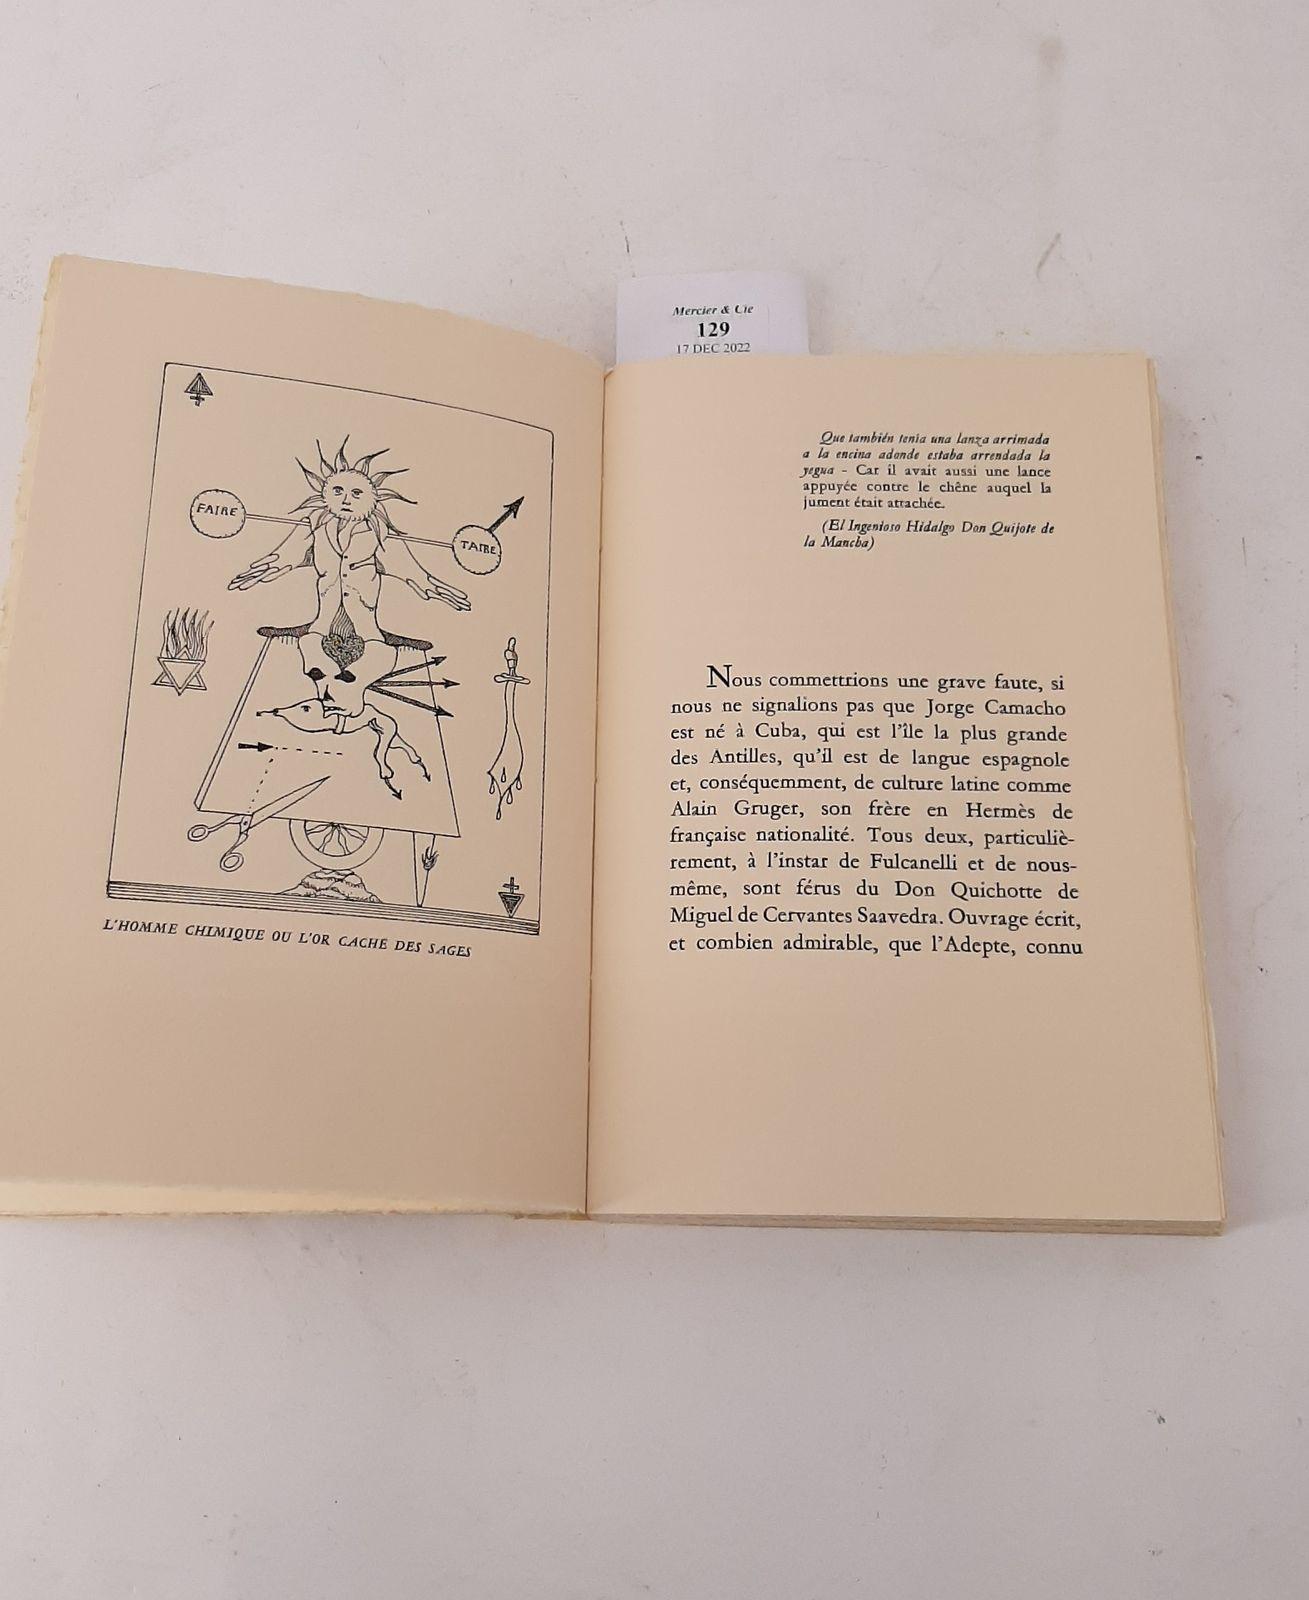 FAIRE
TAIRE
L'HOMME CHIMIQUE OU L'OR CACHÉ DES SAGES
Mercier & Cie
129
17 DEC 2022
Que también tenia una lanza arrimada
a la encina adonde estaba arrendada la
yegua - Car il avait aussi une lance
appuyée contre le chêne auquel la
jument était attachée.
(El Ingenioso Hidalgo Don Quijote de
la Mancha)
Nous commettrions une grave faute, si
nous ne signalions pas que Jorge Camacho
est né à Cuba, qui est l'île la plus grande
des Antilles, qu'il est de langue espagnole
et, conséquemment, de culture latine comme
Alain Gruger, son frère en Hermès de
française nationalité. Tous deux, particuliè-
rement, à l'instar de Fulcanelli et de nous-
même, sont férus du Don Quichotte de
Miguel de Cervantes Saavedra. Ouvrage écrit,
et combien admirable, que l'Adepte, connu